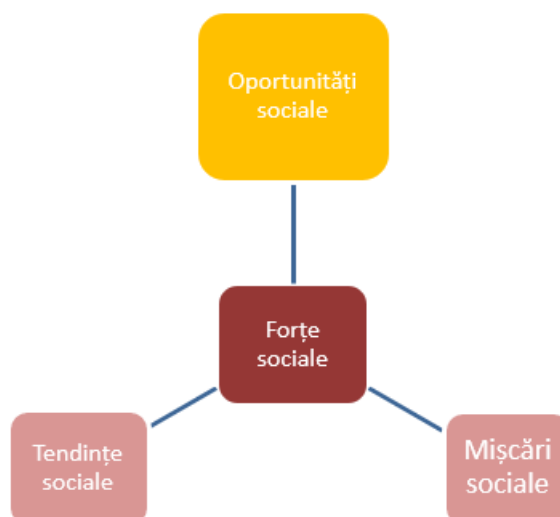 Oportunități
sociale
Forțe
sociale
Tendințe
sociale
Mișcări
sociale